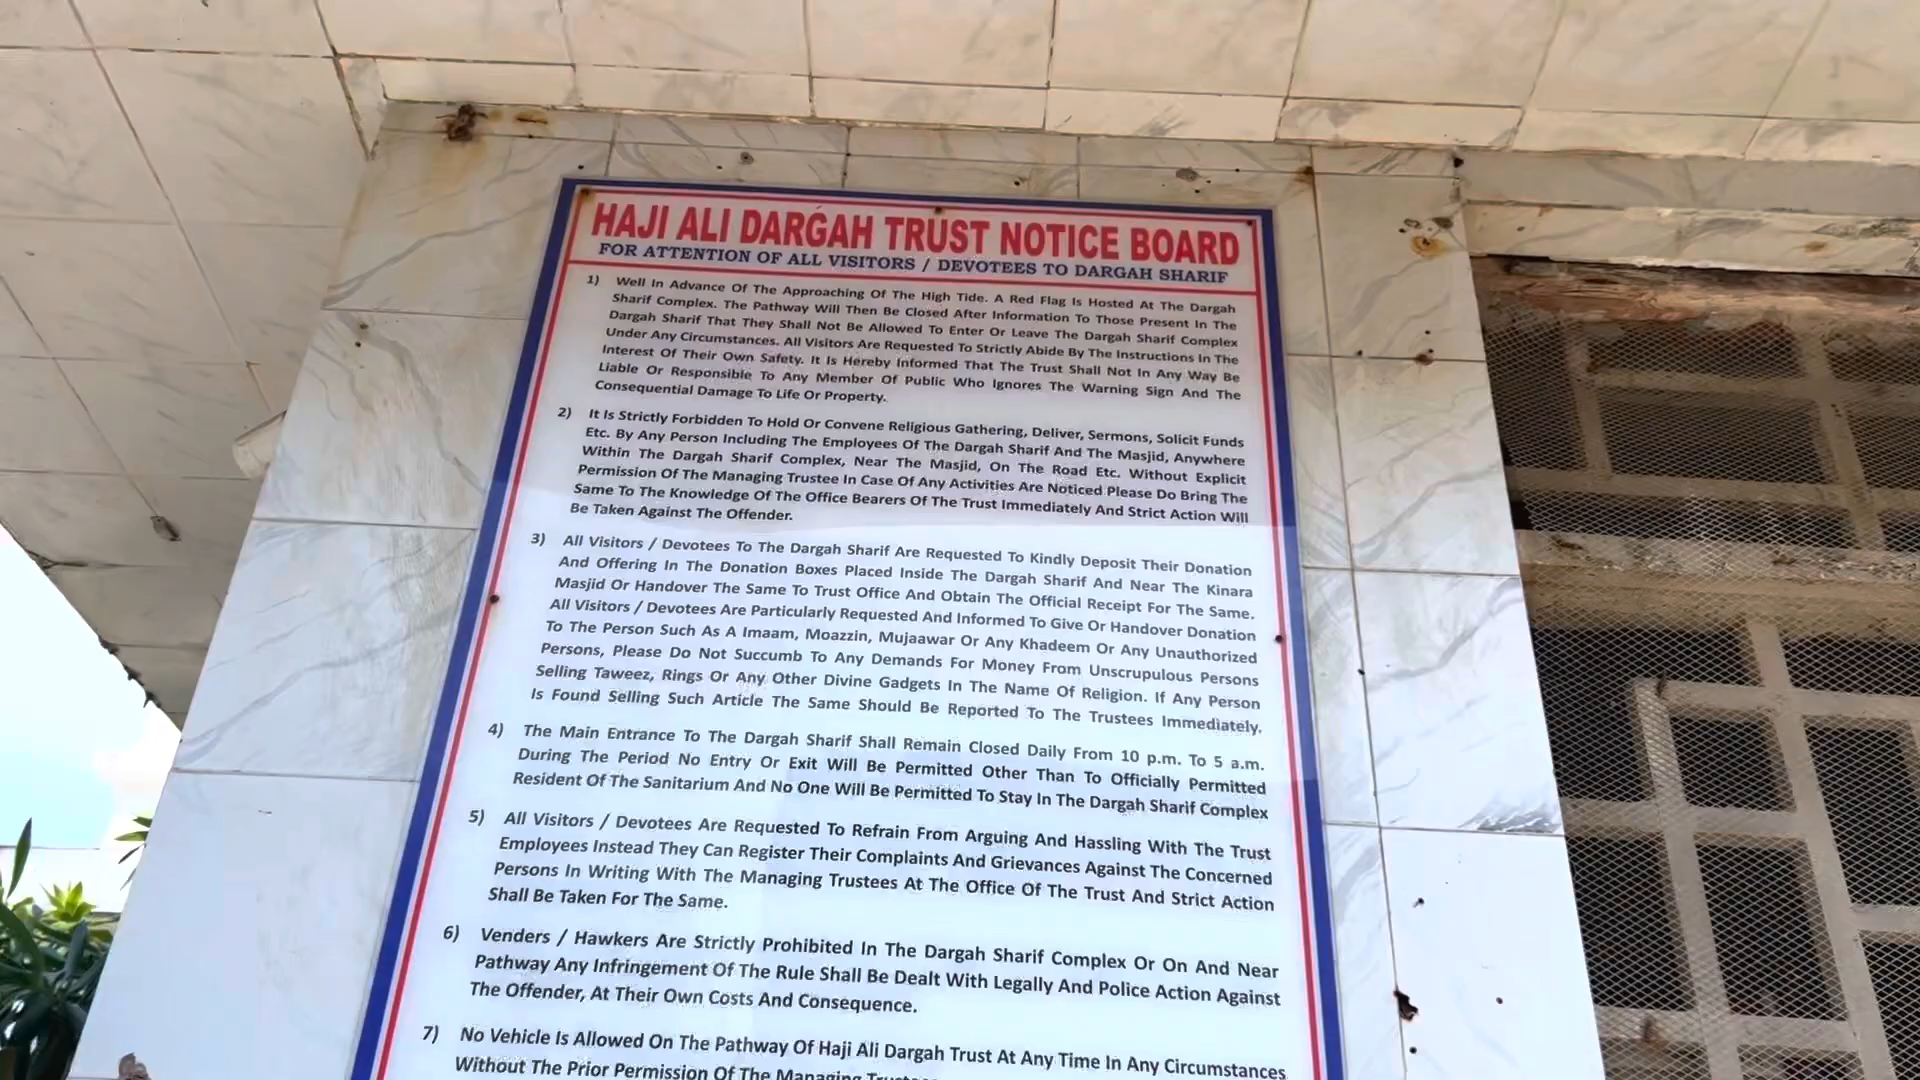 HAJI ALI DARGAH TRUST NOTICE BOARD
FOR ATTENTION OF ALL VISITORS / DEVOTEES TO DARGAH SHARIF
1) Well In Advance Of The Approaching Of The High Tide. A Red Flag Is Hosted At The Dargah
Sharif Complex. The Pathway Will Then Be Closed After Information To Those Present In The
Dargah Sharif That They Shall Not Be Allowed To Enter Or Leave The Dargah Sharif Complex
Under Any Circumstances. All Visitors Are Requested To Strictly Abide By The Instructions In The
Interest Of Their Own Safety. It Is Hereby Informed That The Trust Shall Not In Any Way Be
Liable Or Responsible To Any Member Of Public Who Ignores The Warning Sign And The
Consequential Damage To Life Or Property.
2) It Is Strictly Forbidden To Hold Or Convene Religious Gathering, Deliver, Sermons, Solicit Funds
Etc. By Any Person Including The Employees Of The Dargah Sharif And The Masjid, Anywhere
Within The Dargah Sharif Complex, Near The Masjid, On The Road Etc. Without Explicit
Permission Of The Managing Trustee In Case Of Any Activities Are Noticed Please Do Bring The
Same To The Knowledge Of The Office Bearers Of The Trust Immediately And Strict Action Will
Be Taken Against The Offender.
3) All Visitors / Devotees To The Dargah Sharif Are Requested To Kindly Deposit Their Donation
And Offering In The Donation Boxes Placed Inside The Dargah Sharif And Near The Kinara
Masjid Or Handover The Same To Trust Office And Obtain The Official Receipt For The Same.
All Visitors / Devotees Are Particularly Requested And Informed To Give Or Handover Donation
To The Person Such As A Imaam, Moazzin, Mujaawar Or Any Khadeem Or Any Unauthorized
Persons, Please Do Not Succumb To Any Demands For Money From Unscrupulous Persons
Selling Taweez, Rings Or Any Other Divine Gadgets In The Name Of Religion. If Any Person
Is Found Selling Such Article The Same Should Be Reported To The Trustees Immediately.
4) The Main Entrance To The Dargah Sharif Shall Remain Closed Daily From 10 p.m. To 5 a.m.
During The Period No Entry Or Exit Will Be Permitted Other Than To Officially Permitted
Resident Of The Sanitarium And No One Will Be Permitted To Stay In The Dargah Sharif Complex
5) All Visitors / Devotees Are Requested To Refrain From Arguing And Hassling With The Trust
Employees Instead They Can Register Their Complaints And Grievances Against The Concerned
Persons In Writing With The Managing Trustees At The Office Of The Trust And Strict Action
Shall Be Taken For The Same.
6) Venders / Hawkers Are Strictly Prohibited In The Dargah Sharif Complex Or On And Near
Pathway Any Infringement Of The Rule Shall Be Dealt With Legally And Police Action Against
The Offender, At Their Own Costs And Consequence.
7) No Vehicle Is Allowed On The Pathway Of Haji Ali Dargah Trust At Any Time In Any Circumstances
Without The Prior Permission Of The Managing